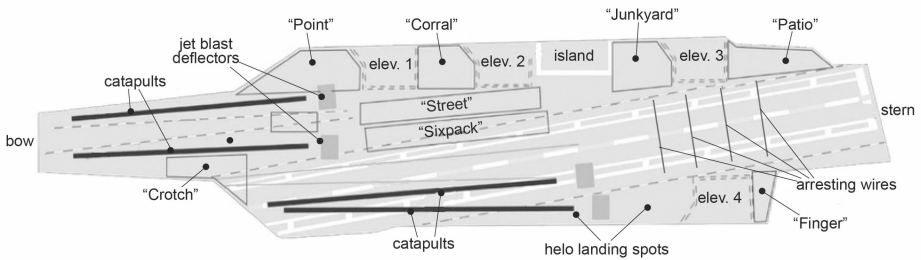 “Point”
“Corral”
“Junkyard”
“Patio”
jet blast
deflectors
elev. 1
elev. 2
island
elev. 3
catapults
“Street”
“Sixpack”
bow
stern
“Crotch”
arresting wires
elev. 4
“Finger”
catapults
helo landing spots